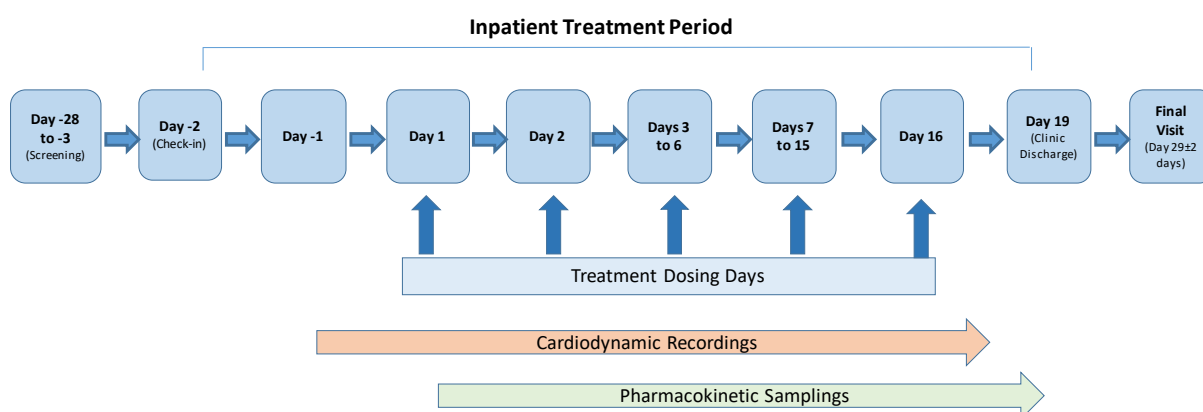 Inpatient Treatment Period
Day -28
to -3
(Screening)
Day -2
(Check-in)
Day -1
Day 1
Day 2
Days 3
to 6
Days 7
to 15
Day 16
Day 19
(Clinic
Discharge)
Final
Visit
(Day 29±2
days)
Treatment Dosing Days
Cardiodynamic Recordings
Pharmacokinetic Samplings